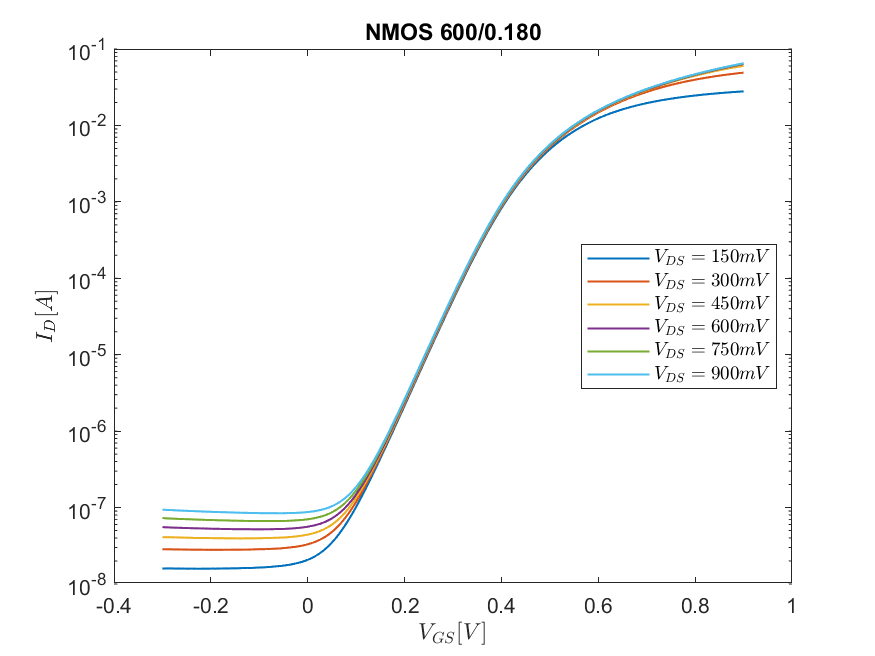 NMOS 600/0.180
10^-1
10^-2
10^-3
10^-4
10^-5
10^-6
10^-7
10^-8
I_D[A]
V_DS = 150mV
V_DS = 300mV
V_DS = 450mV
V_DS = 600mV
V_DS = 750mV
V_DS = 900mV
-0.4 -0.2 0 0.2 0.4 0.6 0.8 1
V_GS[V]